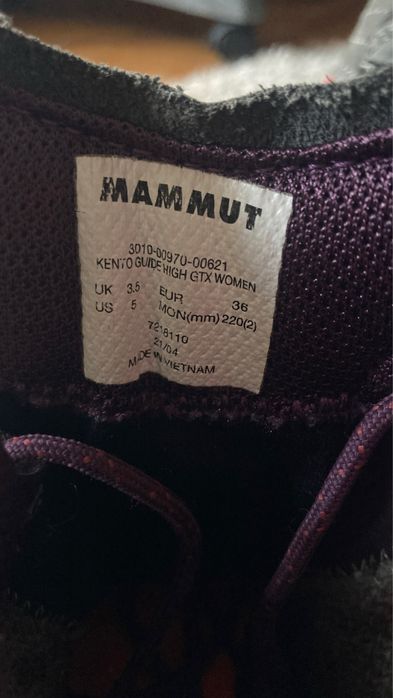 MAMMUT
3010-00970-00621
KENTO GUIDE HIGH GTX WOMEN
UK 3.5 EUR 36
US 5 MON(mm) 220(2)
7218110
21/04
MADE IN VIETNAM